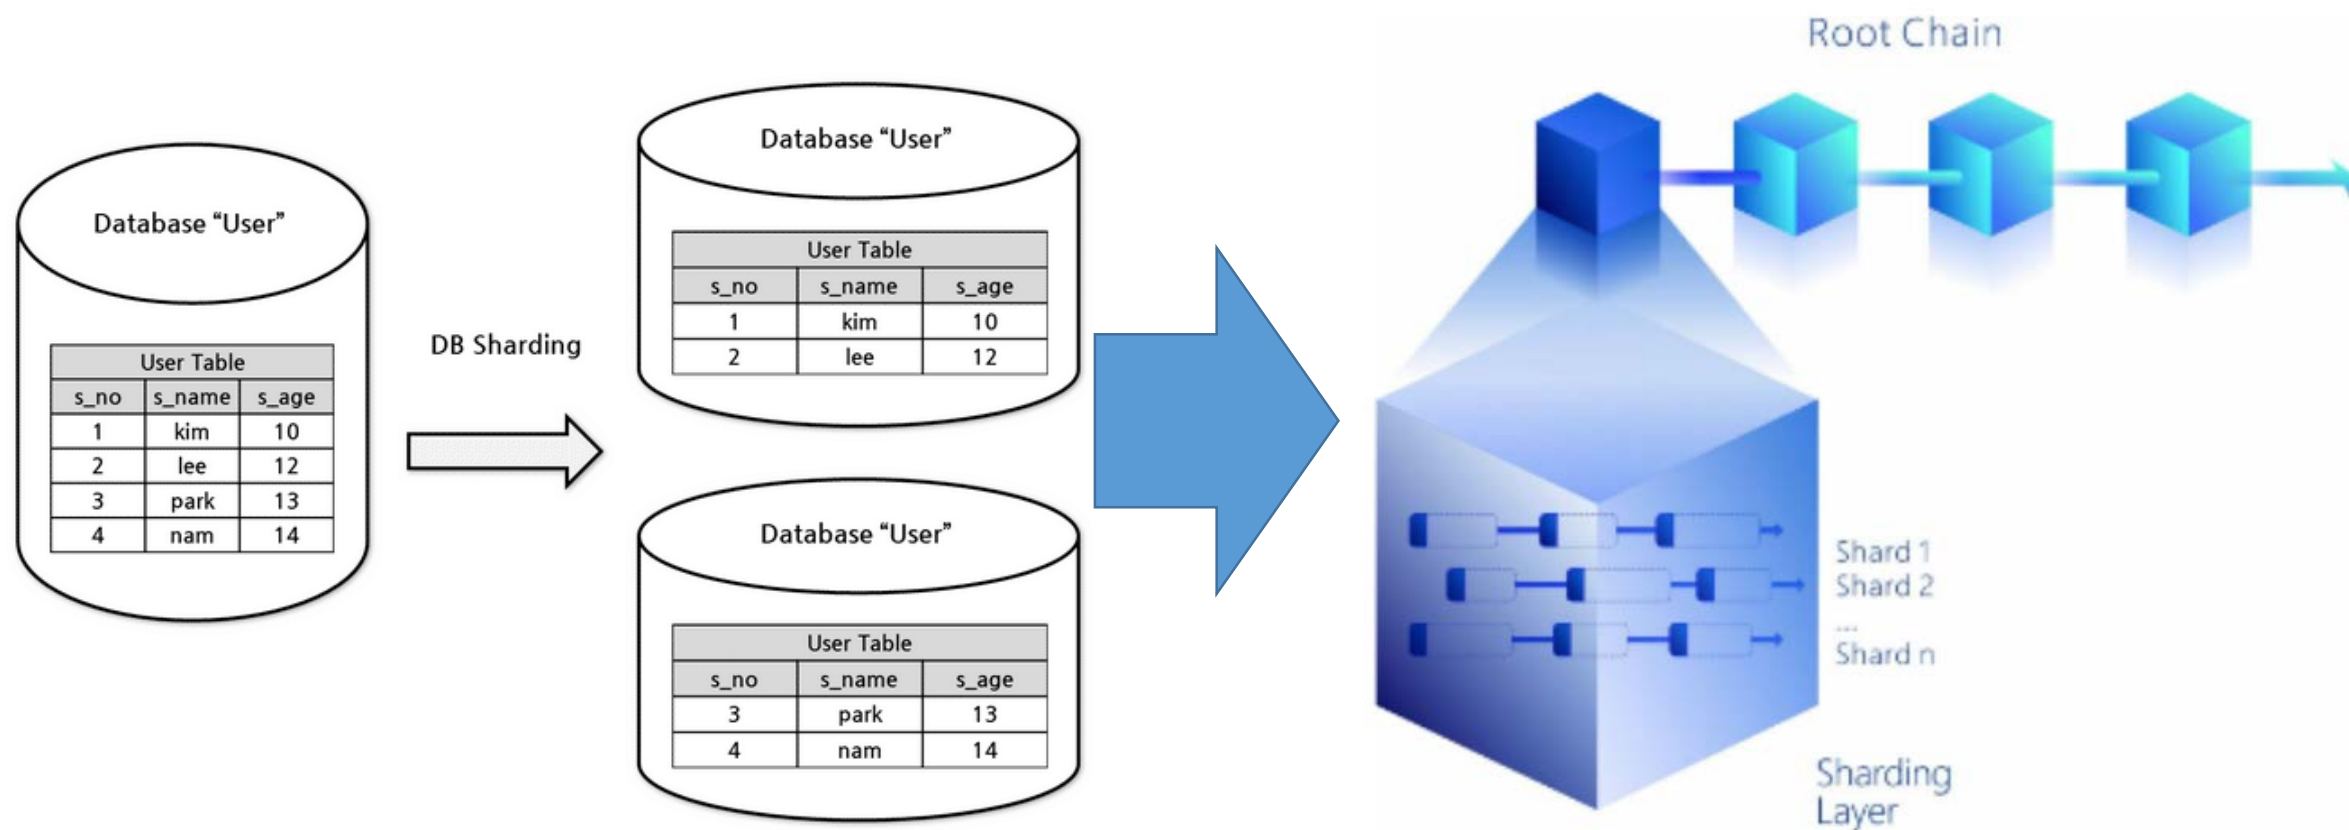 Database “User”
User Table
s_no s_name s_age
1 kim 10
2 lee 12
3 park 13
4 nam 14
DB Sharding
Database “User”
User Table
s_no s_name s_age
1 kim 10
2 lee 12
Database “User”
User Table
s_no s_name s_age
3 park 13
4 nam 14
Root Chain
Shard 1
Shard 2
...
Shard n
Sharding
Layer